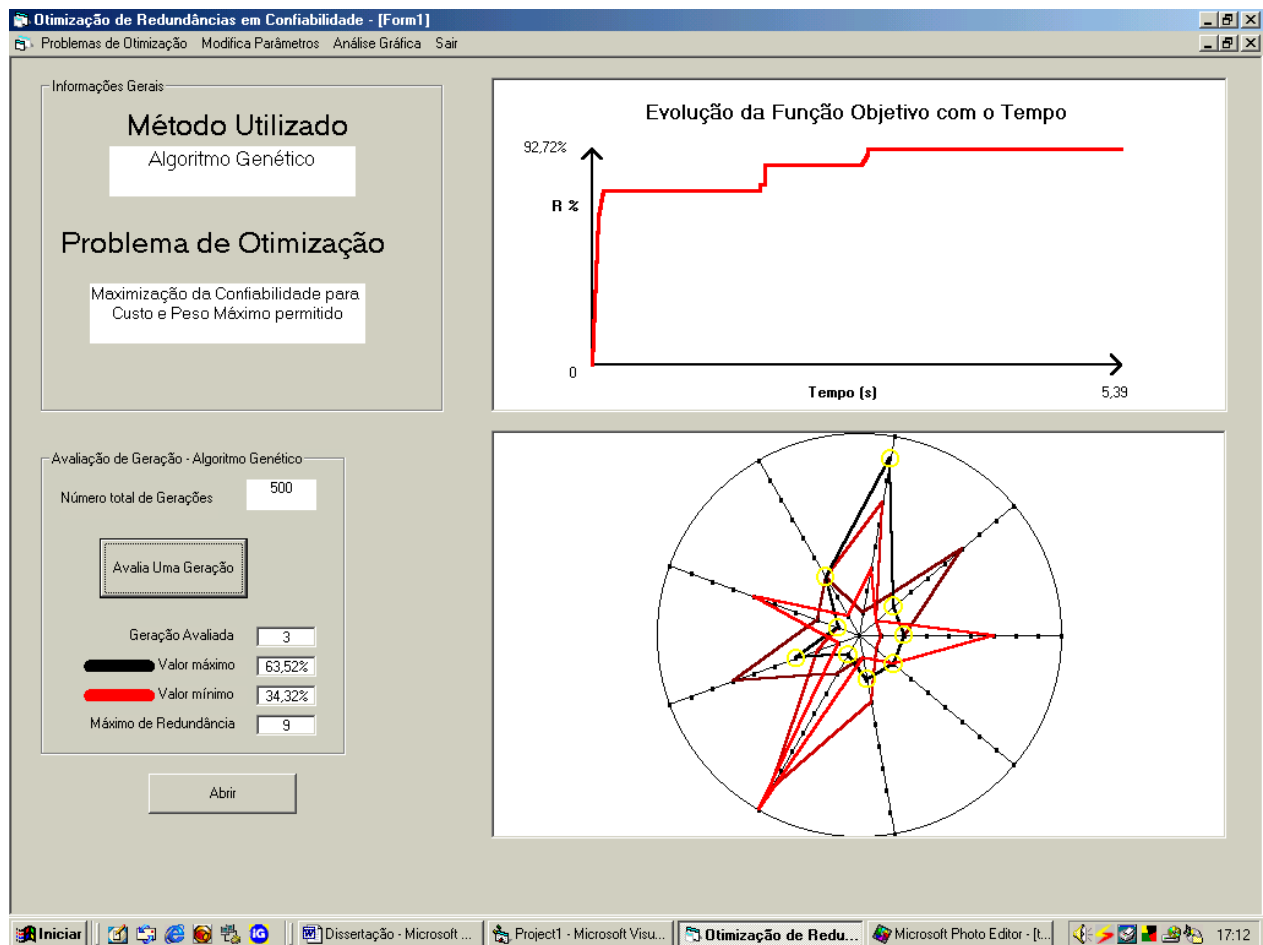 Otimização de Redundâncias em Confiabilidade - [Form1]
Problemas de Otimização Modifica Parâmetros Análise Gráfica Sair
Informações Gerais
Método Utilizado
Algoritmo Genético
Problema de Otimização
Maximização da Confiabilidade para
Custo e Peso Máximo permitido
Evolução da Função Objetivo com o Tempo
92,72%
R %
0
Tempo (s)
5,39
Avaliação de Geração - Algoritmo Genético
Número total de Gerações 500
Avalia Uma Geração
Geração Avaliada 3
Valor máximo 63,52%
Valor mínimo 34,32%
Máximo de Redundância 9
Abrir
Iniciar iG Dissertação - Microsoft ... Project1 - Microsoft Visu... Otimização de Redu... Microsoft Photo Editor - [t... 17:12